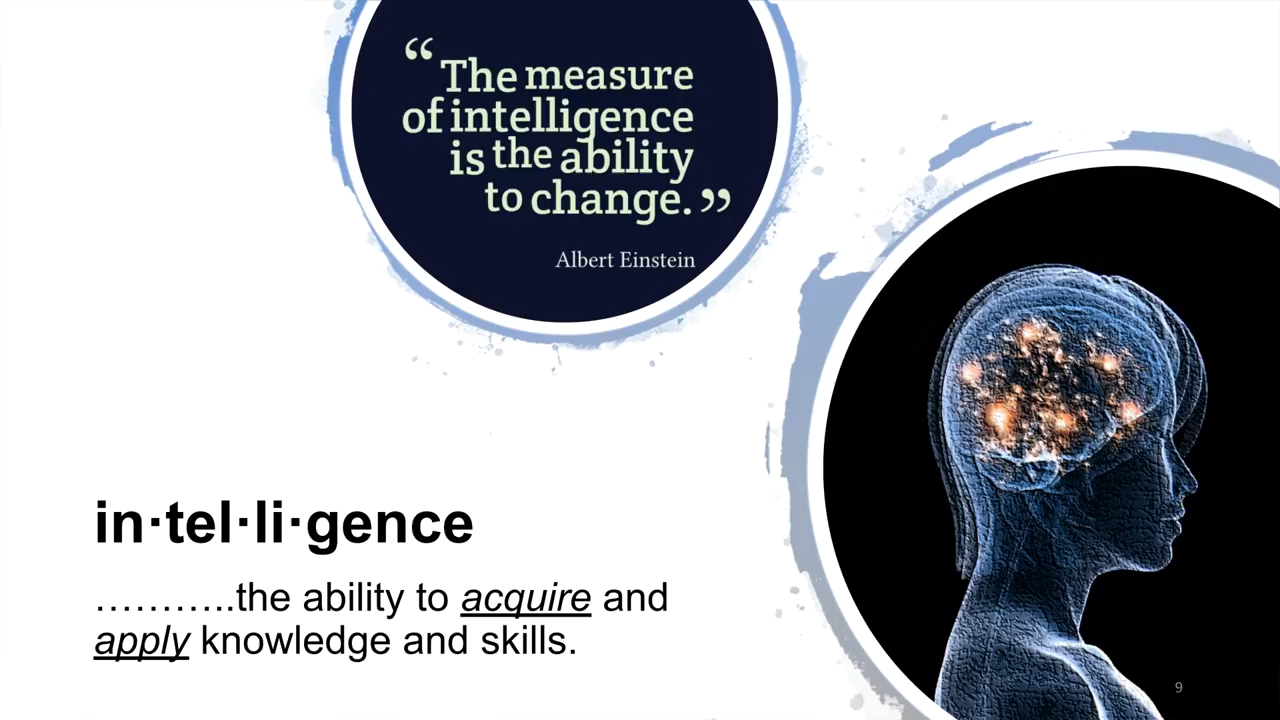 “ The measure
of intelligence
is the ability
to change. ”
Albert Einstein
in·tel·li·gence
………..the ability to acquire and
apply knowledge and skills.
9